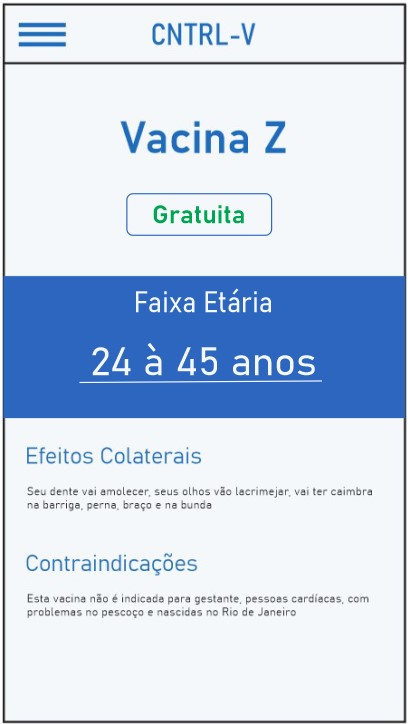 CNTRL-V
Vacina Z
Gratuita
Faixa Etária
24 à 45 anos
Efeitos Colaterais
Seu dente vai amolecer, seus olhos vão lacrimejar, vai ter caimbra
na barriga, perna, braço e na bunda
Contraindicações
Esta vacina não é indicada para gestante, pessoas cardíacas, com
problemas no pescoço e nascidas no Rio de Janeiro